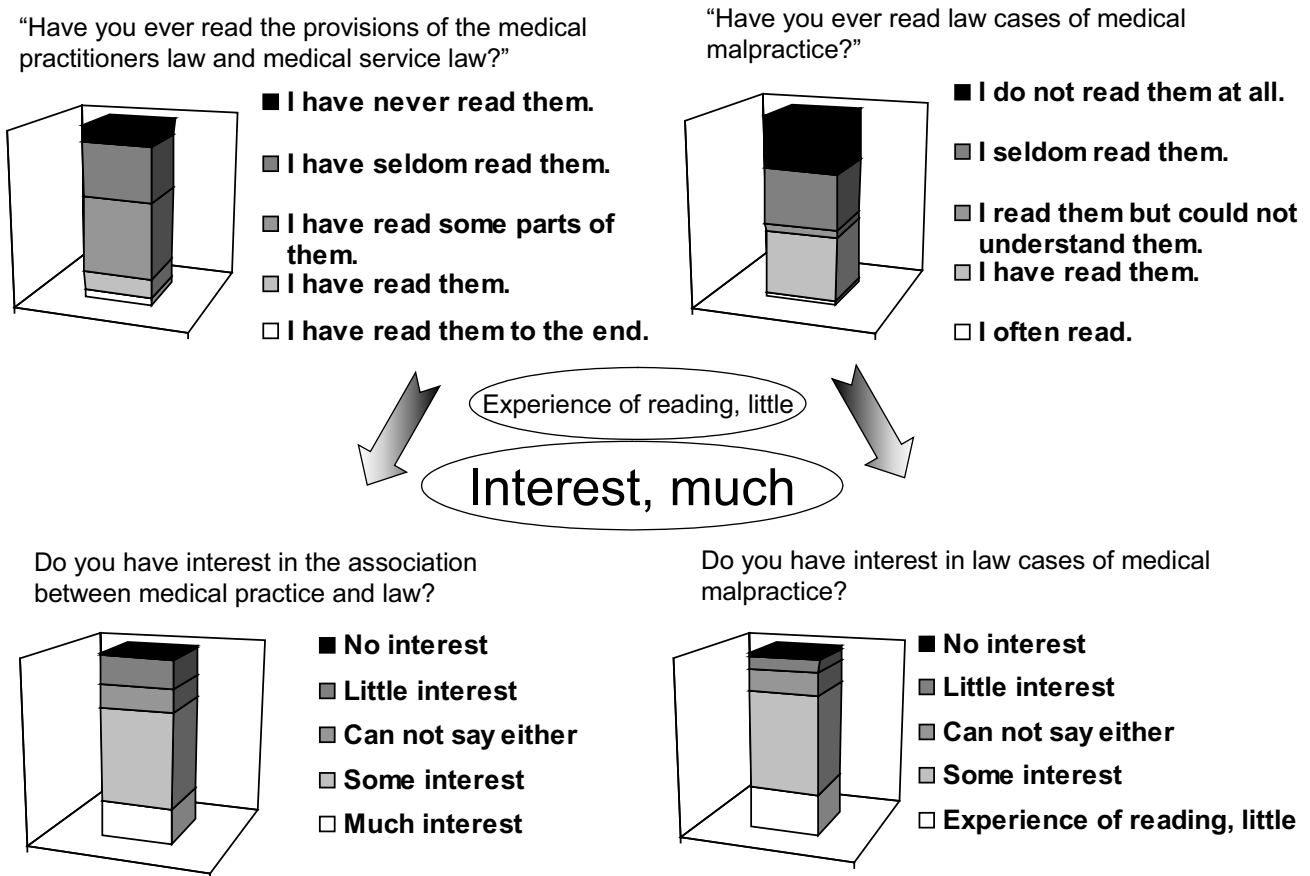 “Have you ever read the provisions of the medical
practitioners law and medical service law?”
I have never read them.
I have seldom read them.
I have read some parts of
them.
I have read them.
I have read them to the end.
“Have you ever read law cases of medical
malpractice?”
I do not read them at all.
I seldom read them.
I read them but could not
understand them.
I have read them.
I often read.
Experience of reading, little
Interest, much
Do you have interest in the association
between medical practice and law?
No interest
Little interest
Can not say either
Some interest
Much interest
Do you have interest in law cases of medical
malpractice?
No interest
Little interest
Can not say either
Some interest
Experience of reading, little